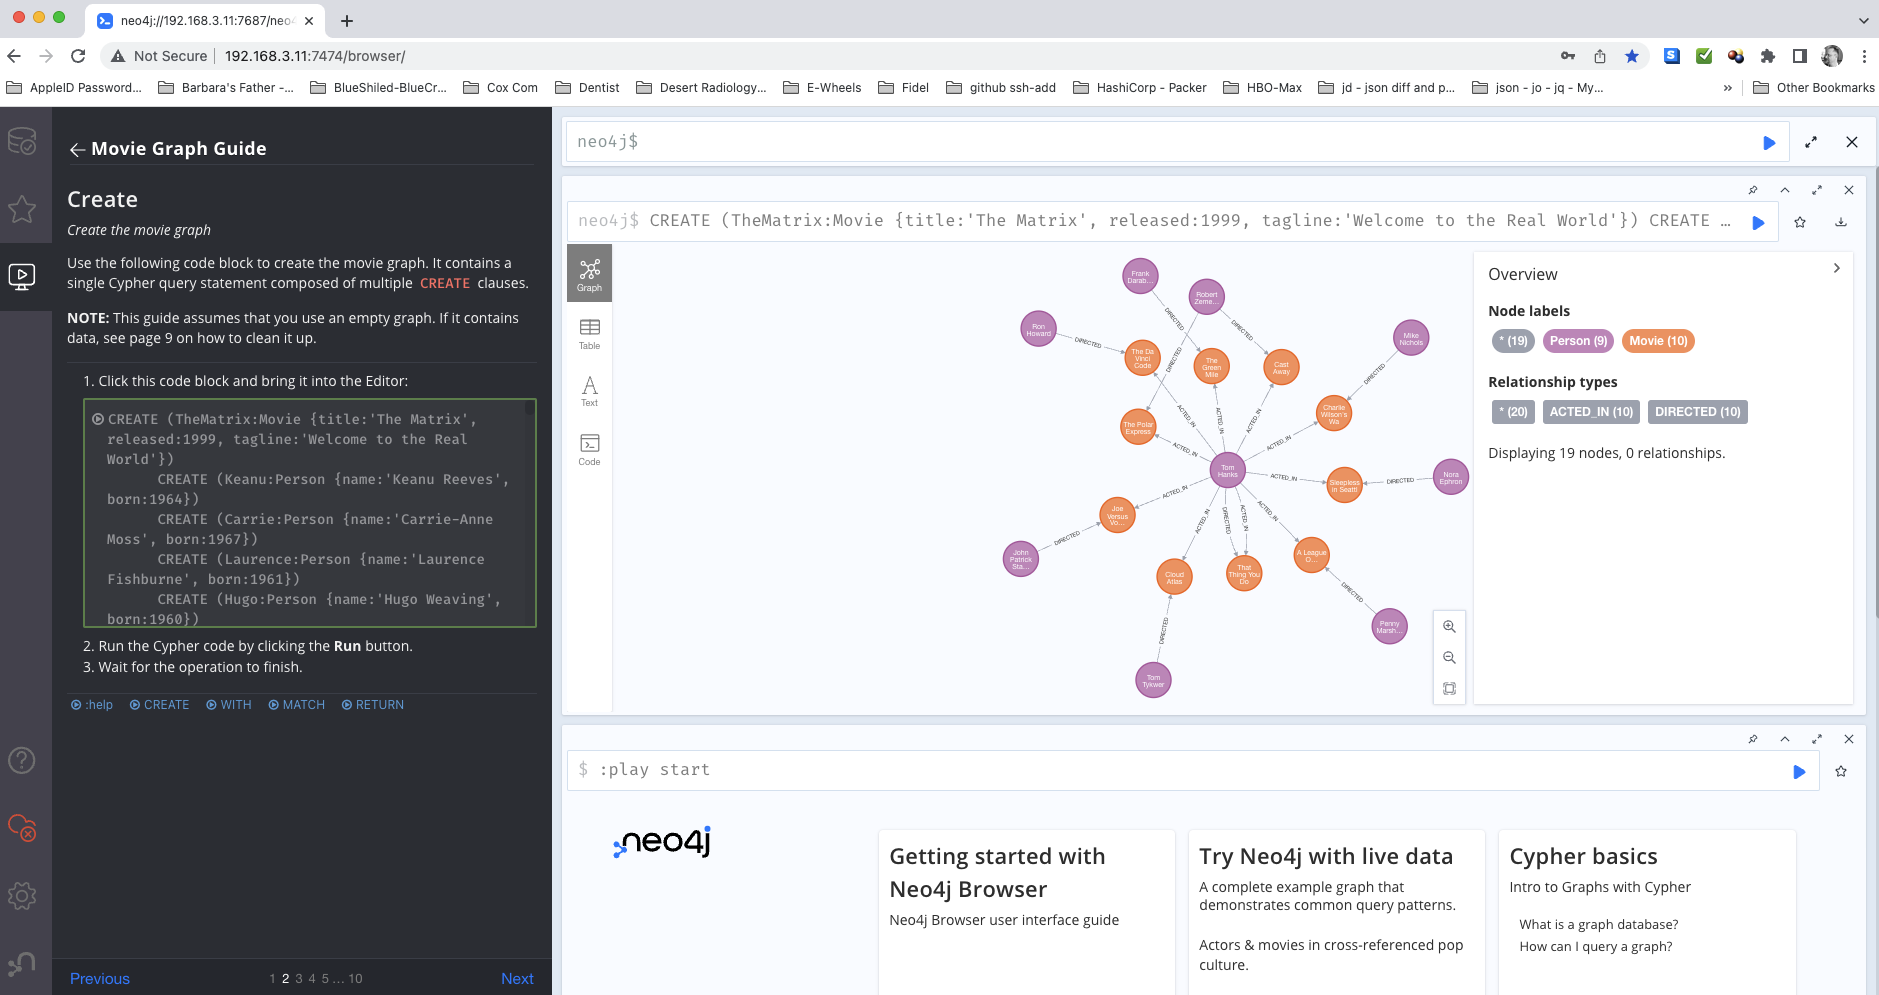 neo4j://192.168.3.11:7687/neo4
Not Secure
192.168.3.11:7474/browser/
AppleID Password...
Barbara's Father -...
BlueShiled-BlueCr...
Cox Com
Dentist
Desert Radiology...
E-Wheels
Fidel
github ssh-add
HashiCorp - Packer
HBO-Max
jd - json diff and p...
json - jo - jq - My...
»
Other Bookmarks
Movie Graph Guide
Create
Create the movie graph
Use the following code block to create the movie graph. It contains a
single Cypher query statement composed of multiple CREATE clauses.
NOTE: This guide assumes that you use an empty graph. If it contains
data, see page 9 on how to clean it up.
1. Click this code block and bring it into the Editor:
CREATE (TheMatrix:Movie {title:'The Matrix',
released:1999, tagline:'Welcome to the Real
World'})
CREATE (Keanu:Person {name:'Keanu Reeves',
born:1964})
CREATE (Carrie:Person {name:'Carrie-Anne
Moss', born:1967})
CREATE (Laurence:Person {name:'Laurence
Fishburne', born:1961})
CREATE (Hugo:Person {name:'Hugo Weaving',
born:1960})
2. Run the Cypher code by clicking the Run button.
3. Wait for the operation to finish.
:help
CREATE
WITH
MATCH
RETURN
Previous
1 2 3 4 5 ... 10
Next
neo4j$
neo4j$ CREATE (TheMatrix:Movie {title:'The Matrix', released:1999, tagline:'Welcome to the Real World'}) CREATE …
Graph
Table
Text
Code
Frank
Darab...
Robert
Zeme...
Ron
Howard
Mike
Nichols
The Da
Vinci
Code
The
Green
Mile
Cast
Away
Charlie
Wilson's
Wa
The Polar
Express
Tom
Hanks
Sleepless
in Seattl
Nora
Ephron
Joe
Versus
Vo...
John
Patrick
Sta...
Cloud
Atlas
That
Thing You
Do
A League
O...
Penny
Marsh...
Tom
Tykwer
DIRECTED
DIRECTED
DIRECTED
DIRECTED
DIRECTED
DIRECTED
DIRECTED
DIRECTED
DIRECTED
DIRECTED
ACTED_IN
ACTED_IN
ACTED_IN
ACTED_IN
ACTED_IN
ACTED_IN
ACTED_IN
ACTED_IN
ACTED_IN
ACTED_IN
Overview
Node labels
* (19)
Person (9)
Movie (10)
Relationship types
* (20)
ACTED_IN (10)
DIRECTED (10)
Displaying 19 nodes, 0 relationships.
$ :play start
neo4j
Getting started with
Neo4j Browser
Neo4j Browser user interface guide
Try Neo4j with live data
A complete example graph that
demonstrates common query patterns.
Actors & movies in cross-referenced pop
culture.
Cypher basics
Intro to Graphs with Cypher
What is a graph database?
How can I query a graph?